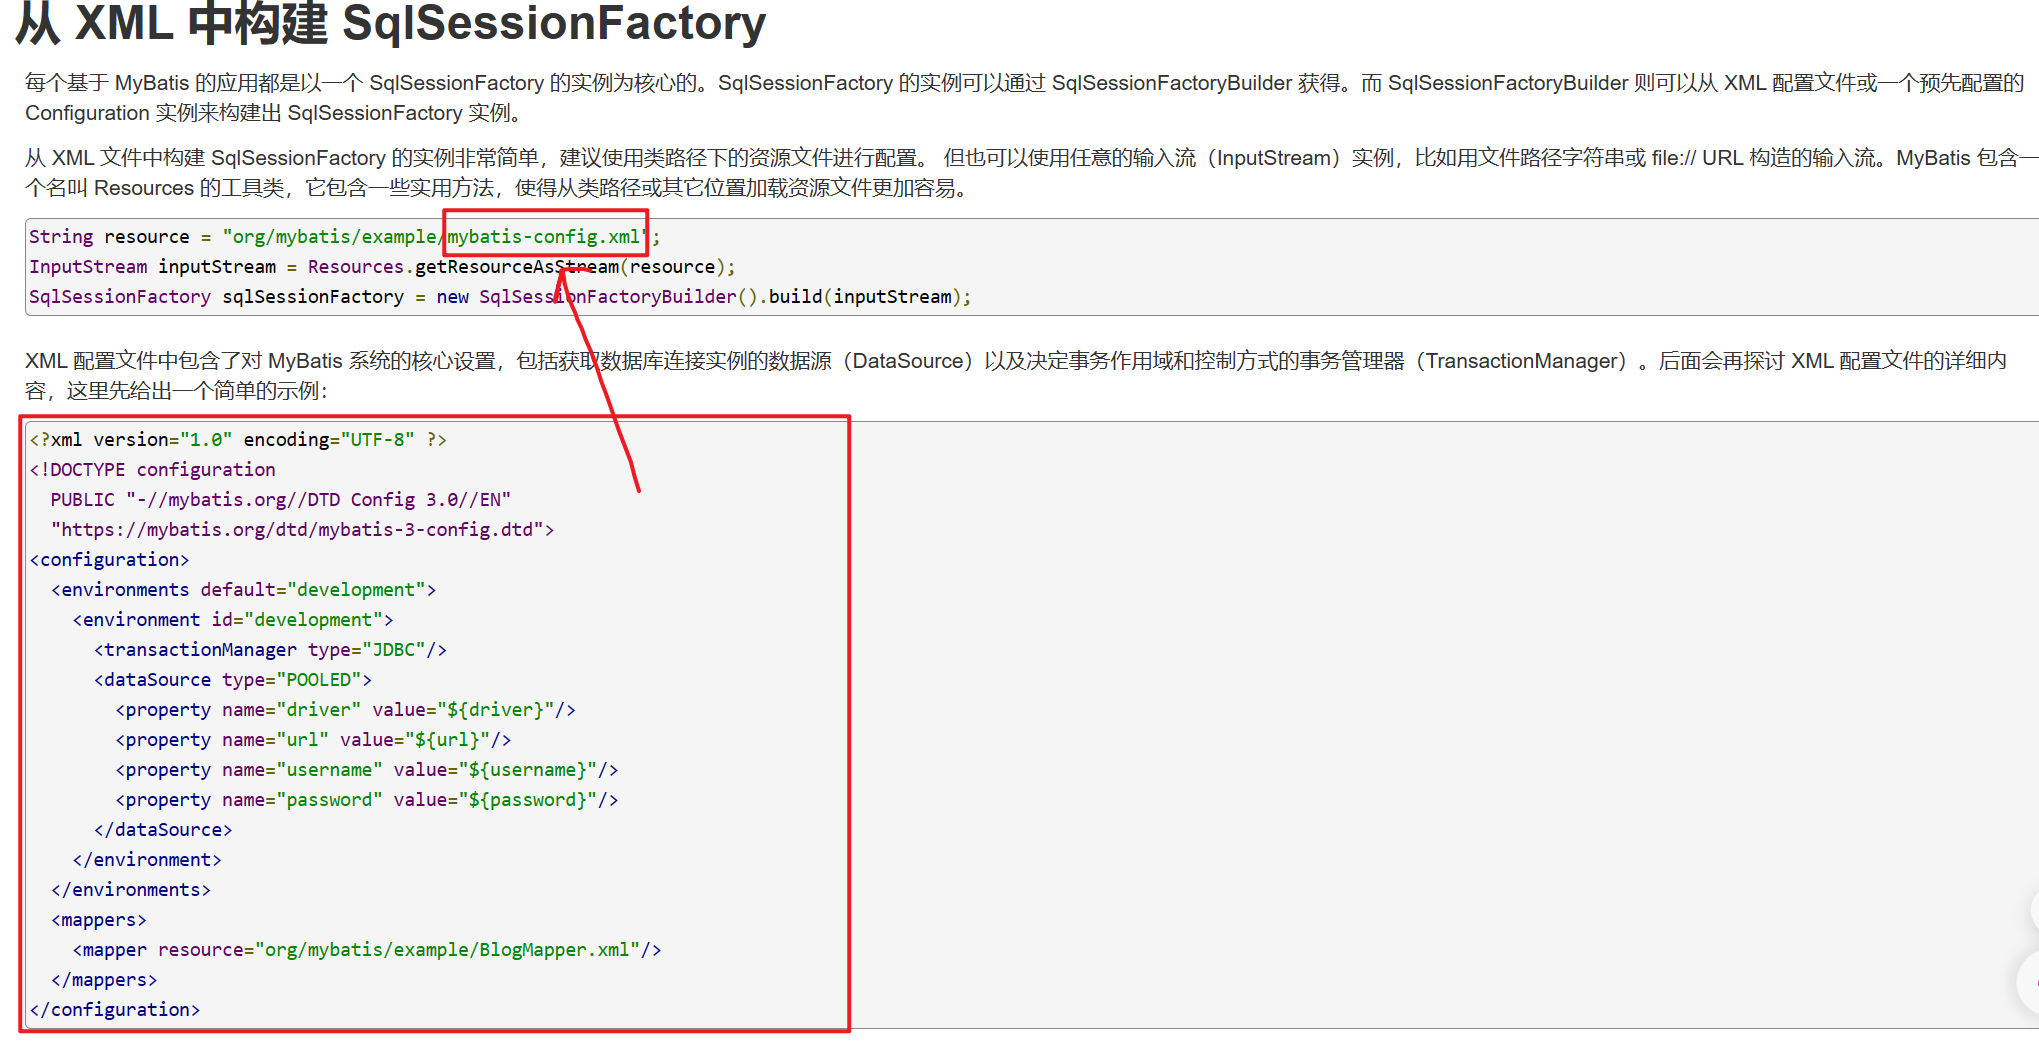 从 XML 中构建 SqlSessionFactory
每个基于 MyBatis 的应用都是以一个 SqlSessionFactory 的实例为核心的。SqlSessionFactory 的实例可以通过 SqlSessionFactoryBuilder 获得。而 SqlSessionFactoryBuilder 则可以从 XML 配置文件或一个预先配置的
Configuration 实例来构建出 SqlSessionFactory 实例。
从 XML 文件中构建 SqlSessionFactory 的实例非常简单，建议使用类路径下的资源文件进行配置。 但也可以使用任意的输入流（InputStream）实例，比如用文件路径字符串或 file:// URL 构造的输入流。MyBatis 包含一
个名叫 Resources 的工具类，它包含一些实用方法，使得从类路径或其它位置加载资源文件更加容易。
String resource = "org/mybatis/example/mybatis-config.xml";
InputStream inputStream = Resources.getResourceAsStream(resource);
SqlSessionFactory sqlSessionFactory = new SqlSessionFactoryBuilder().build(inputStream);
XML 配置文件中包含了对 MyBatis 系统的核心设置，包括获取数据库连接实例的数据源（DataSource）以及决定事务作用域和控制方式的事务管理器（TransactionManager）。后面会再探讨 XML 配置文件的详细内
容，这里先给出一个简单的示例：
<?xml version="1.0" encoding="UTF-8" ?>
<!DOCTYPE configuration
  PUBLIC "-//mybatis.org//DTD Config 3.0//EN"
  "https://mybatis.org/dtd/mybatis-3-config.dtd">
<configuration>
  <environments default="development">
    <environment id="development">
      <transactionManager type="JDBC"/>
      <dataSource type="POOLED">
        <property name="driver" value="${driver}"/>
        <property name="url" value="${url}"/>
        <property name="username" value="${username}"/>
        <property name="password" value="${password}"/>
      </dataSource>
    </environment>
  </environments>
  <mappers>
    <mapper resource="org/mybatis/example/BlogMapper.xml"/>
  </mappers>
</configuration>